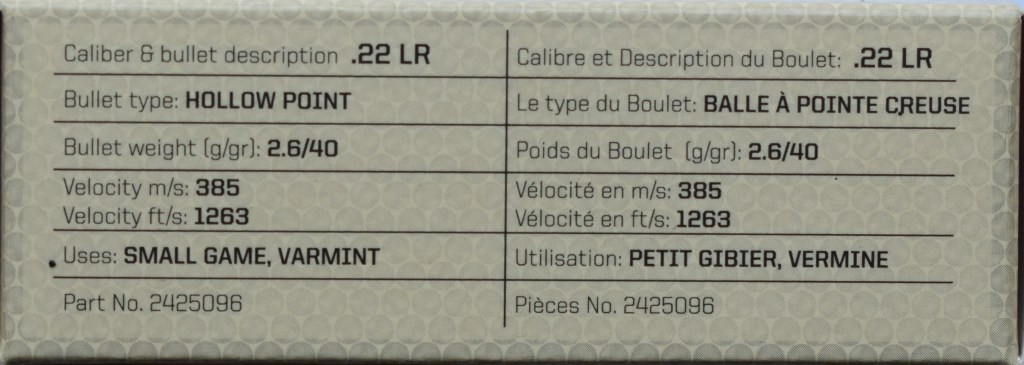 Caliber & bullet description .22 LR
Bullet type: HOLLOW POINT
Bullet weight (g/gr): 2.6/40
Velocity m/s: 385
Velocity ft/s: 1263
Uses: SMALL GAME, VARMINT
Part No. 2425096
Calibre et Description du Boulet: .22 LR
Le type du Boulet: BALLE À POINTE CREUSE
Poids du Boulet (g/gr): 2.6/40
Vélocité en m/s: 385
Vélocité en ft/s: 1263
Utilisation: PETIT GIBIER, VERMINE
Pièces No. 2425096